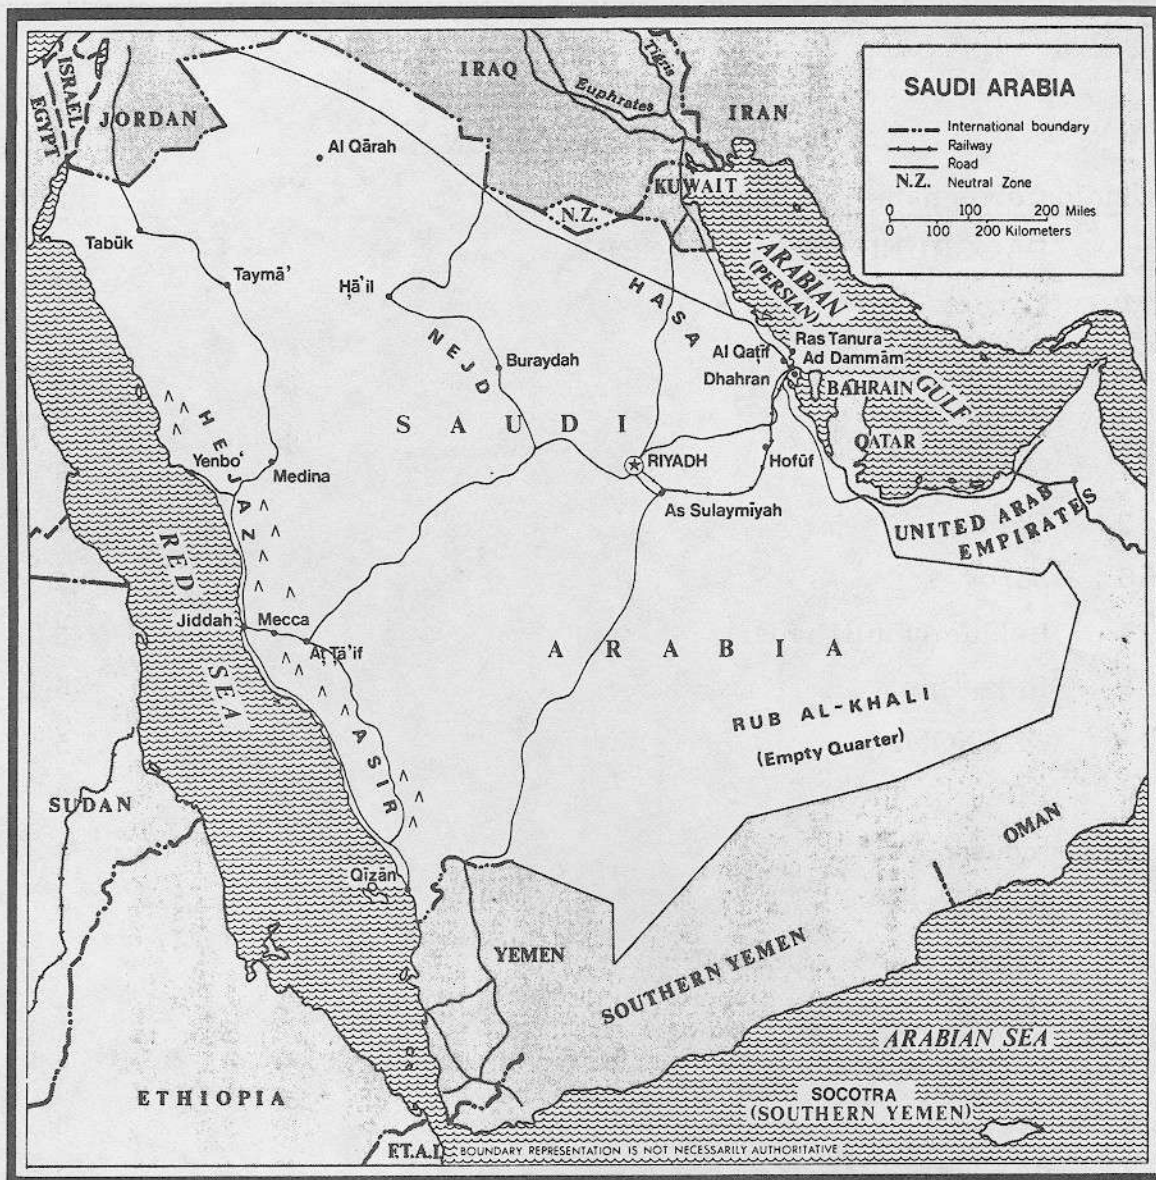 SAUDI ARABIA
International boundary
Railway
Road
N.Z. Neutral Zone
0 100 200 Miles
0 100 200 Kilometers
ISRAEL
EGYPT
JORDAN
IRAQ
Tigris
Euphrates
IRAN
Al Qārah
KUWAIT
N.Z.
Tabūk
Taymā'
Ḥā'il
HASA
ARABIAN
(PERSIAN)
GULF
NEJD
Buraydah
Ras Tanura
Al Qaṭīf
Ad Dammām
Dhahran
BAHRAIN
HEJAZ
SAUDI
QATAR
Yenbo'
Medina
RIYADH
Hofūf
As Sulaymīyah
UNITED ARAB
EMPIRATES
RED
SEA
Jiddah
Mecca
Aṭ Ṭā'if
ARABIA
RUB AL-KHALI
(Empty Quarter)
ASIR
SUDAN
OMAN
Qīzān
YEMEN
SOUTHERN YEMEN
ARABIAN SEA
ETHIOPIA
SOCOTRA
(SOUTHERN YEMEN)
F.T.A.I.
BOUNDARY REPRESENTATION IS NOT NECESSARILY AUTHORITATIVE